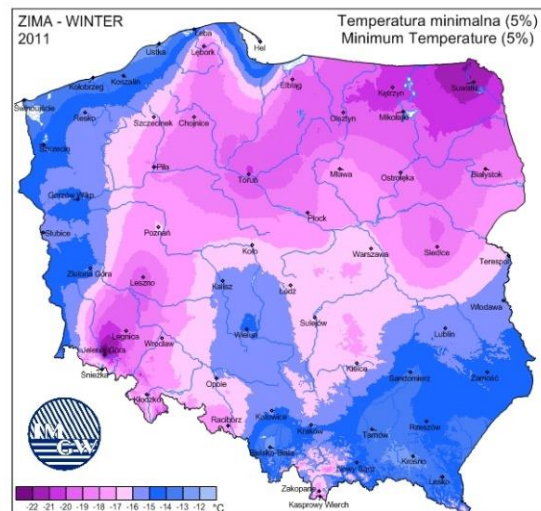 ZIMA - WINTER
2011
Temperatura minimalna (5%)
Minimum Temperature (5%)
Łeba
Hel
Ustka
Lębork
Koszalin
Kołobrzeg
Elbląg
Kętrzyn
Suwałki
Świnoujście
Resko
Szczecinek
Chojnice
Olsztyn
Mikołajki
Szczecin
Piła
Toruń
Mława
Ostrołęka
Białystok
Gorzów Wlkp.
Płock
Słubice
Poznań
Koło
Warszawa
Siedlce
Terespol
Zielona Góra
Leszno
Kalisz
Łódź
Włodawa
Legnica
Wieluń
Sulejów
Lublin
Jelenia Góra
Wrocław
Śnieżka
Kielce
Opole
Sandomierz
Zamość
Kłodzko
Racibórz
Katowice
Kraków
Tarnów
Rzeszów
Bielsko-Biała
Nowy Sącz
Krosno
Lesko
Zakopane
Kasprowy Wierch
IM
GW
-22 -21 -20 -19 -18 -17 -16 -15 -14 -13 -12 °C